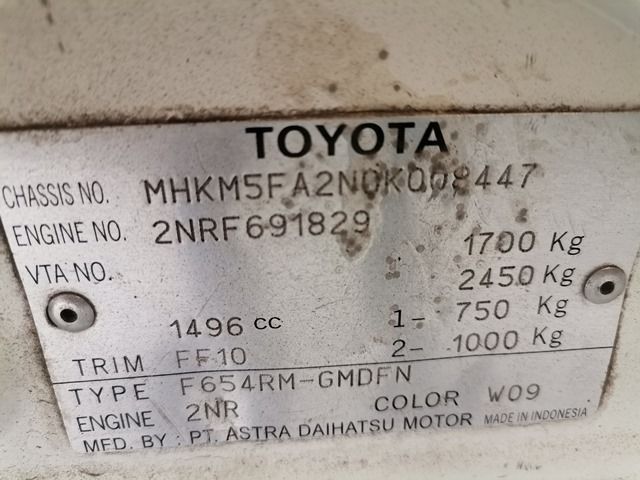 TOYOTA
CHASSIS NO. MHKM5FA2N0K008447
ENGINE NO. 2NRF691829
1700 Kg
VTA NO. 2450 Kg
1- 750 Kg
1496 CC 2- 1000 Kg
TRIM FF10
TYPE F654RM-GMDFN
ENGINE 2NR COLOR W09
MFD. BY : PT. ASTRA DAIHATSU MOTOR MADE IN INDONESIA